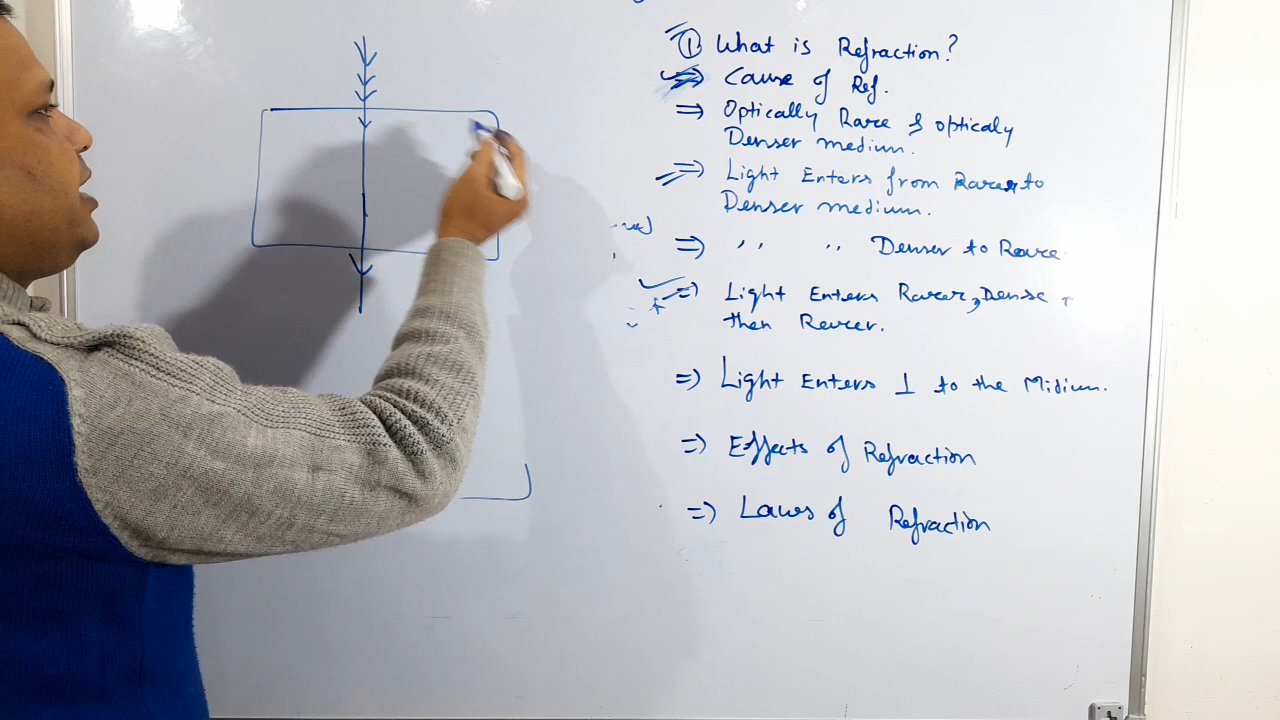 ① What is Refraction?
⇒ Cause of Ref.
⇒ Optically Rare & opticaly
Denser medium.
⇒ Light Enters from Rarer to
Denser medium.
⇒ ,, ,, Denser to Rare
⇒ Light Enters Rarer, Dense +
then Rarer.
⇒ Light Enters ⊥ to the Midium.
⇒ Effects of Refraction
⇒ Laws of Refraction